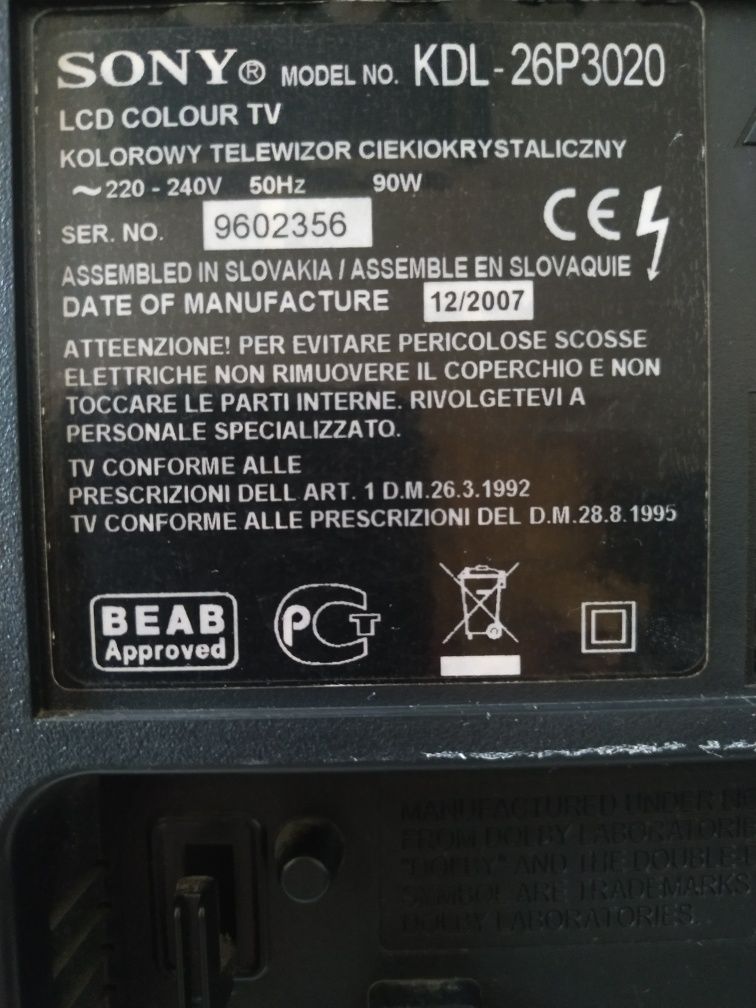 SONY® MODEL NO. KDL-26P3020
LCD COLOUR TV
KOLOROWY TELEWIZOR CIEKIOKRYSTALICZNY
~220 - 240V 50Hz 90W
SER. NO. 9602356
CE
ASSEMBLED IN SLOVAKIA / ASSEMBLE EN SLOVAQUIE
DATE OF MANUFACTURE 12/2007
ATTEENZIONE! PER EVITARE PERICOLOSE SCOSSE
ELETTRICHE NON RIMUOVERE IL COPERCHIO E NON
TOCCARE LE PARTI INTERNE. RIVOLGETEVI A
PERSONALE SPECIALIZZATO.
TV CONFORME ALLE
PRESCRIZIONI DELL ART. 1 D.M.26.3.1992
TV CONFORME ALLE PRESCRIZIONI DEL D.M.28.8.1995
BEAB
Approved
PCT
MANUFACTURED UNDER
FROM DOLBY LABORATORIE
"DOLBY" AND THE DOUBLE-
SYMBOL ARE TRADEMARKS
DOLBY LABORATORIES.